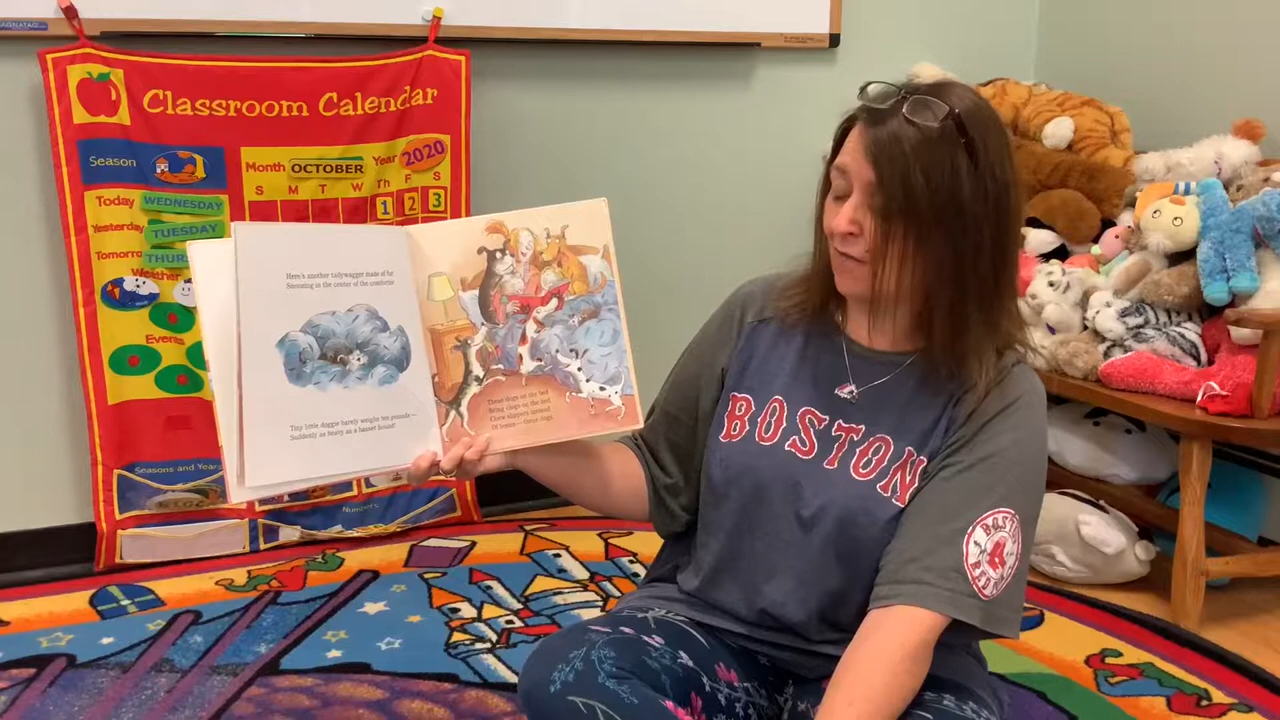 Classroom Calendar
Season
Month OCTOBER Year 2020
S M T W Th F S
1 2 3
Today WEDNESDAY
Yesterday TUESDAY
Tomorro THURS
Weather
Events
Seasons and Years
Numbers
Here's another tailywagger made of fur
Snoozing in the center of the comforter
Tiny little doggie barely weighs ten pounds—
Suddenly as heavy as a basset hound!
These dogs on the bed
Bring clogs on the bed,
Chew slippers instead
Of bones—these dogs.
BOSTON